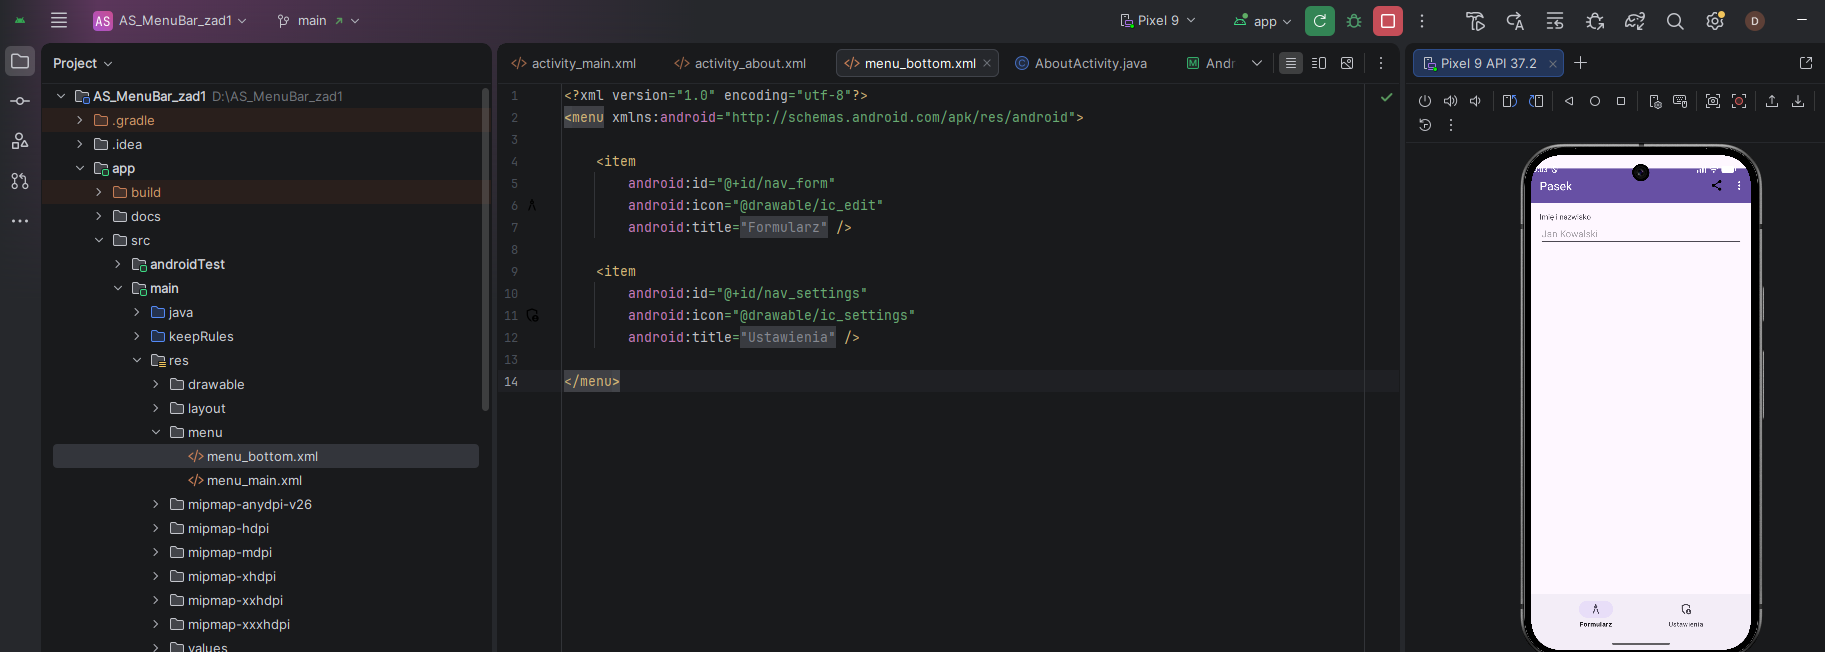 AS AS_MenuBar_zad1 main Pixel 9 app D
Project
AS_MenuBar_zad1 D:\AS_MenuBar_zad1
.gradle
.idea
app
build
docs
src
androidTest
main
java
keepRules
res
drawable
layout
menu
menu_bottom.xml
menu_main.xml
mipmap-anydpi-v26
mipmap-hdpi
mipmap-mdpi
mipmap-xhdpi
mipmap-xxhdpi
mipmap-xxxhdpi
values
activity_main.xml activity_about.xml menu_bottom.xml AboutActivity.java Andr
1 <?xml version="1.0" encoding="utf-8"?>
2 <menu xmlns:android="http://schemas.android.com/apk/res/android">
3
4 <item
5 android:id="@+id/nav_form"
6 android:icon="@drawable/ic_edit"
7 android:title="Formularz" />
8
9 <item
10 android:id="@+id/nav_settings"
11 android:icon="@drawable/ic_settings"
12 android:title="Ustawienia" />
13
14 </menu>
Pixel 9 API 37.2
Pasek
Imię i nazwisko
Jan Kowalski
Formularz Ustawienia